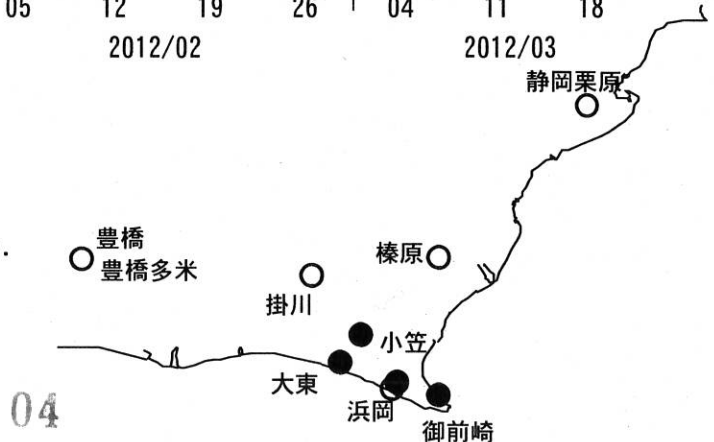 05 12 19 26 04 11 18
2012/02 2012/03
静岡栗原
豊橋
豊橋多米
榛原
掛川
小笠
大東
浜岡
御前崎
04